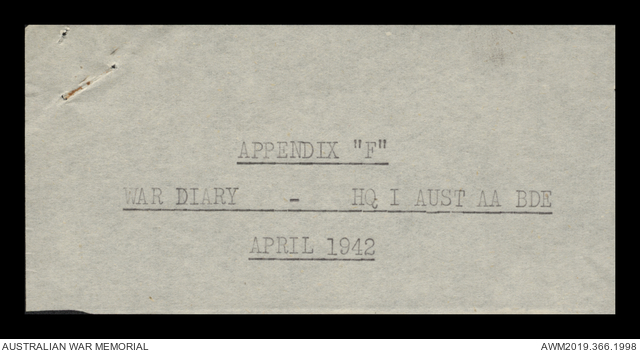 APPENDIX "F"
WAR DIARY - HQ I AUST AA BDE
APRIL 1942
AUSTRALIAN WAR MEMORIAL AWM2019.366.1998